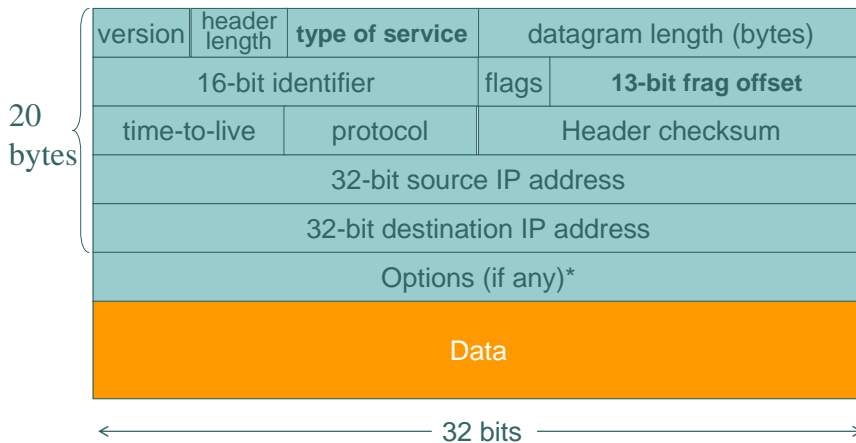 version
header
length
type of service
datagram length (bytes)
16-bit identifier
flags
13-bit frag offset
20
bytes
time-to-live
protocol
Header checksum
32-bit source IP address
32-bit destination IP address
Options (if any)*
Data
32 bits